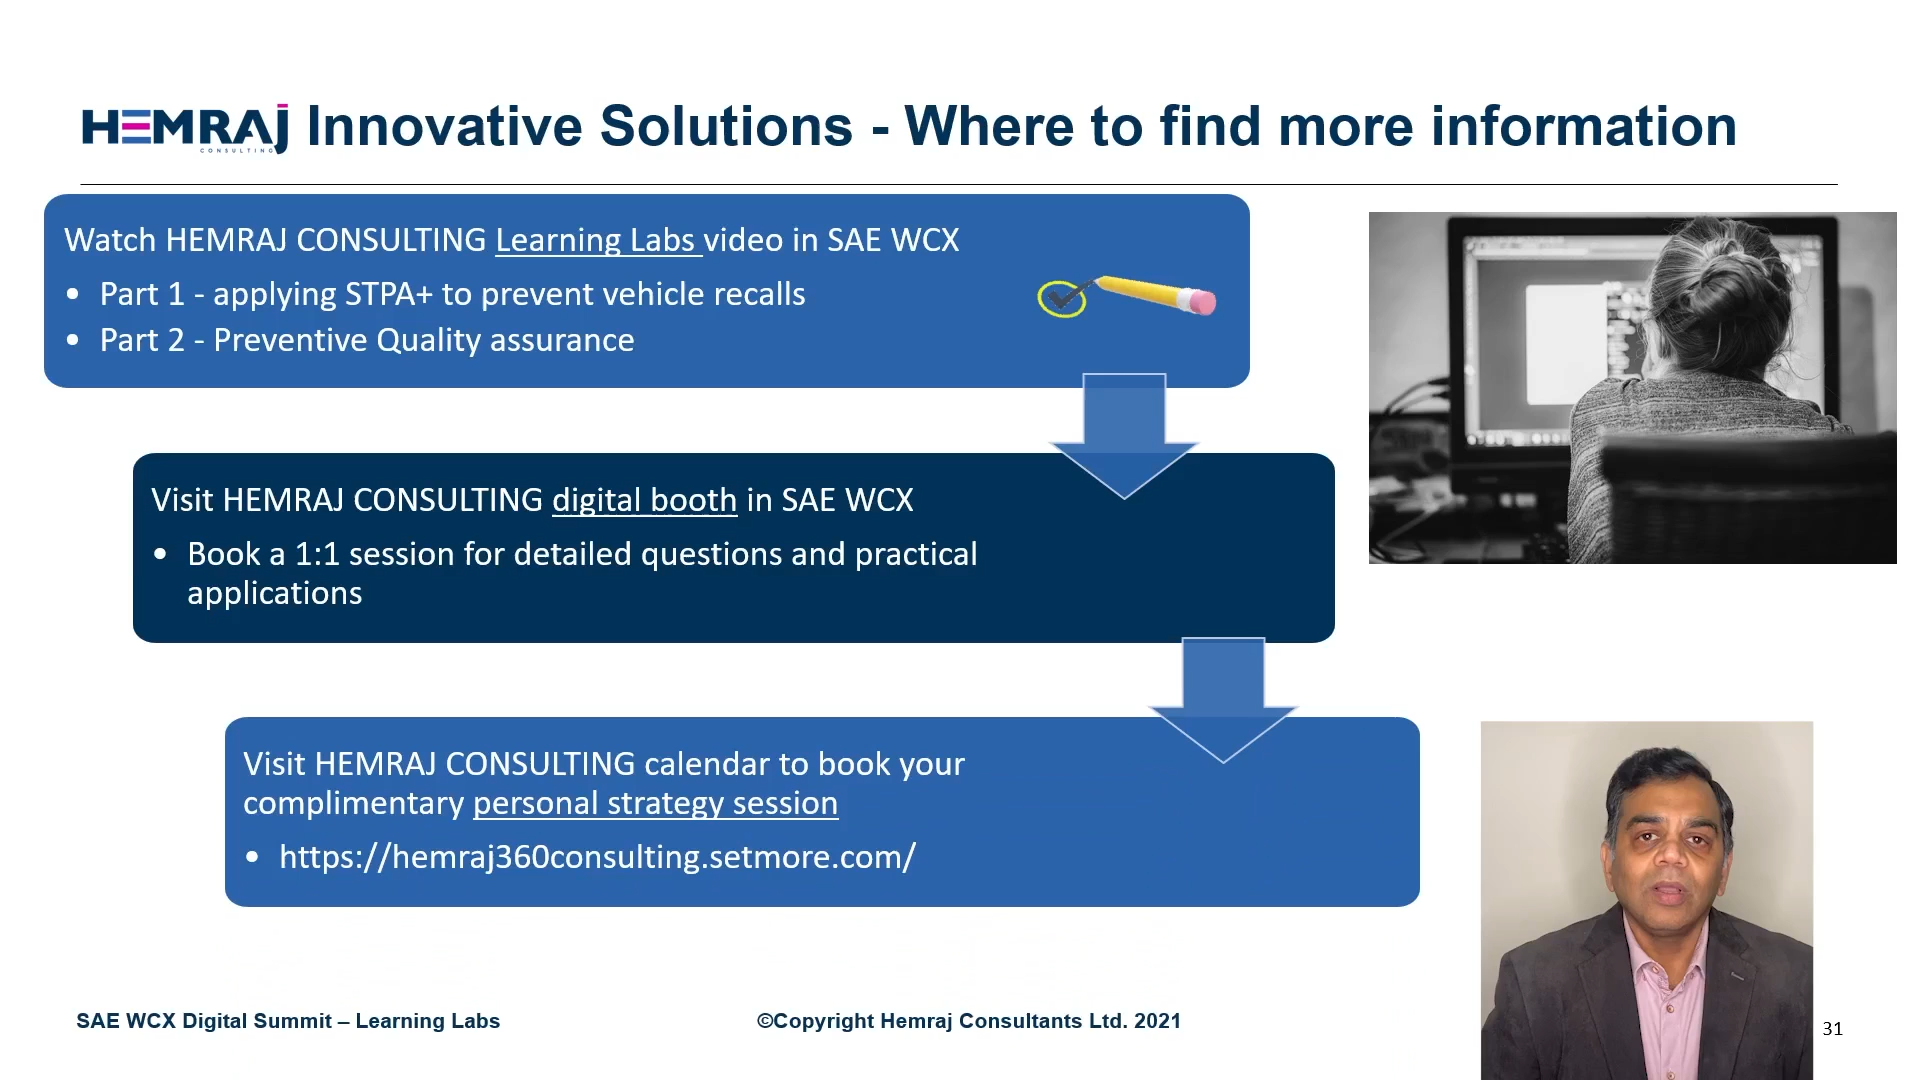 HEMRAJ Innovative Solutions - Where to find more information
CONSULTING
Watch HEMRAJ CONSULTING Learning Labs video in SAE WCX
• Part 1 - applying STPA+ to prevent vehicle recalls
• Part 2 - Preventive Quality assurance
Visit HEMRAJ CONSULTING digital booth in SAE WCX
• Book a 1:1 session for detailed questions and practical
applications
Visit HEMRAJ CONSULTING calendar to book your
complimentary personal strategy session
• https://hemraj360consulting.setmore.com/
SAE WCX Digital Summit – Learning Labs
©Copyright Hemraj Consultants Ltd. 2021
31